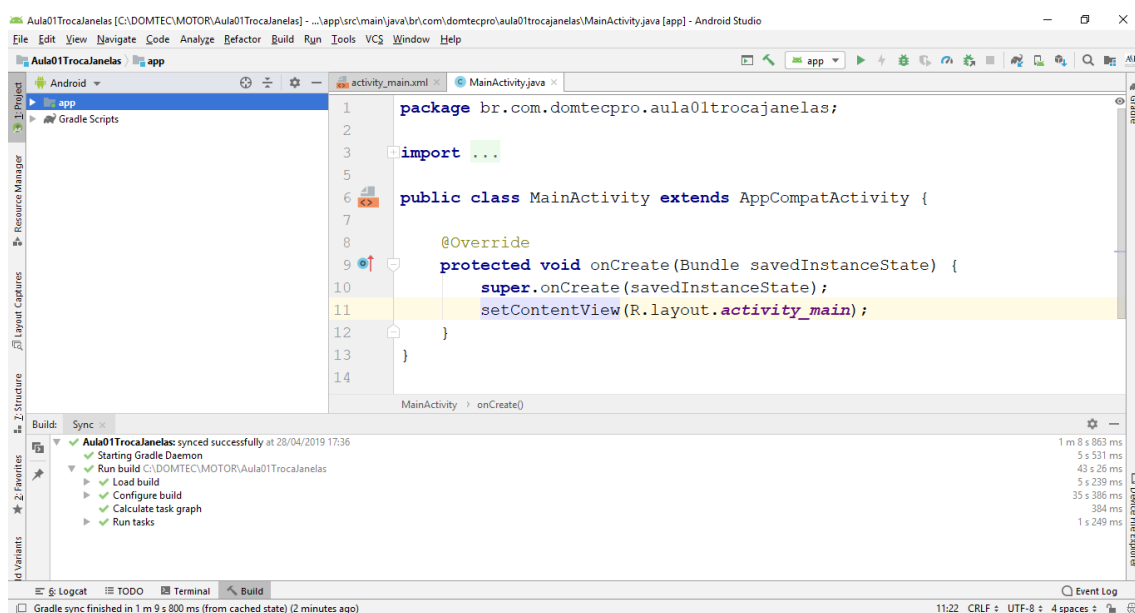 Aula01TrocaJanelas [C:\DOMTEC\MOTOR\Aula01TrocaJanelas] - ...\app\src\main\java\br\com\domtecpro\aula01trocajanelas\MainActivity.java [app] - Android Studio
File Edit View Navigate Code Analyze Refactor Build Run Tools VCS Window Help
Aula01TrocaJanelas app
app
Android
activity_main.xml MainActivity.java
1: Project
app
Gradle Scripts
Resource Manager
Layout Captures
Z: Structure
2: Favorites
Gradle
Device File Explorer
1 package br.com.domtecpro.aula01trocajanelas;
2
3 import ...
5
6 public class MainActivity extends AppCompatActivity {
7
8 @Override
9 protected void onCreate(Bundle savedInstanceState) {
10 super.onCreate(savedInstanceState);
11 setContentView(R.layout.activity_main);
12 }
13 }
14
MainActivity > onCreate()
Build: Sync
Aula01TrocaJanelas: synced successfully at 28/04/2019 17:36 1 m 8 s 863 ms
Starting Gradle Daemon 5 s 531 ms
Run build C:\DOMTEC\MOTOR\Aula01TrocaJanelas 43 s 26 ms
Load build 5 s 239 ms
Configure build 35 s 386 ms
Calculate task graph 384 ms
Run tasks 1 s 249 ms
6: Logcat TODO Terminal Build Event Log
Gradle sync finished in 1 m 9 s 800 ms (from cached state) (2 minutes ago) 11:22 CRLF UTF-8 4 spaces